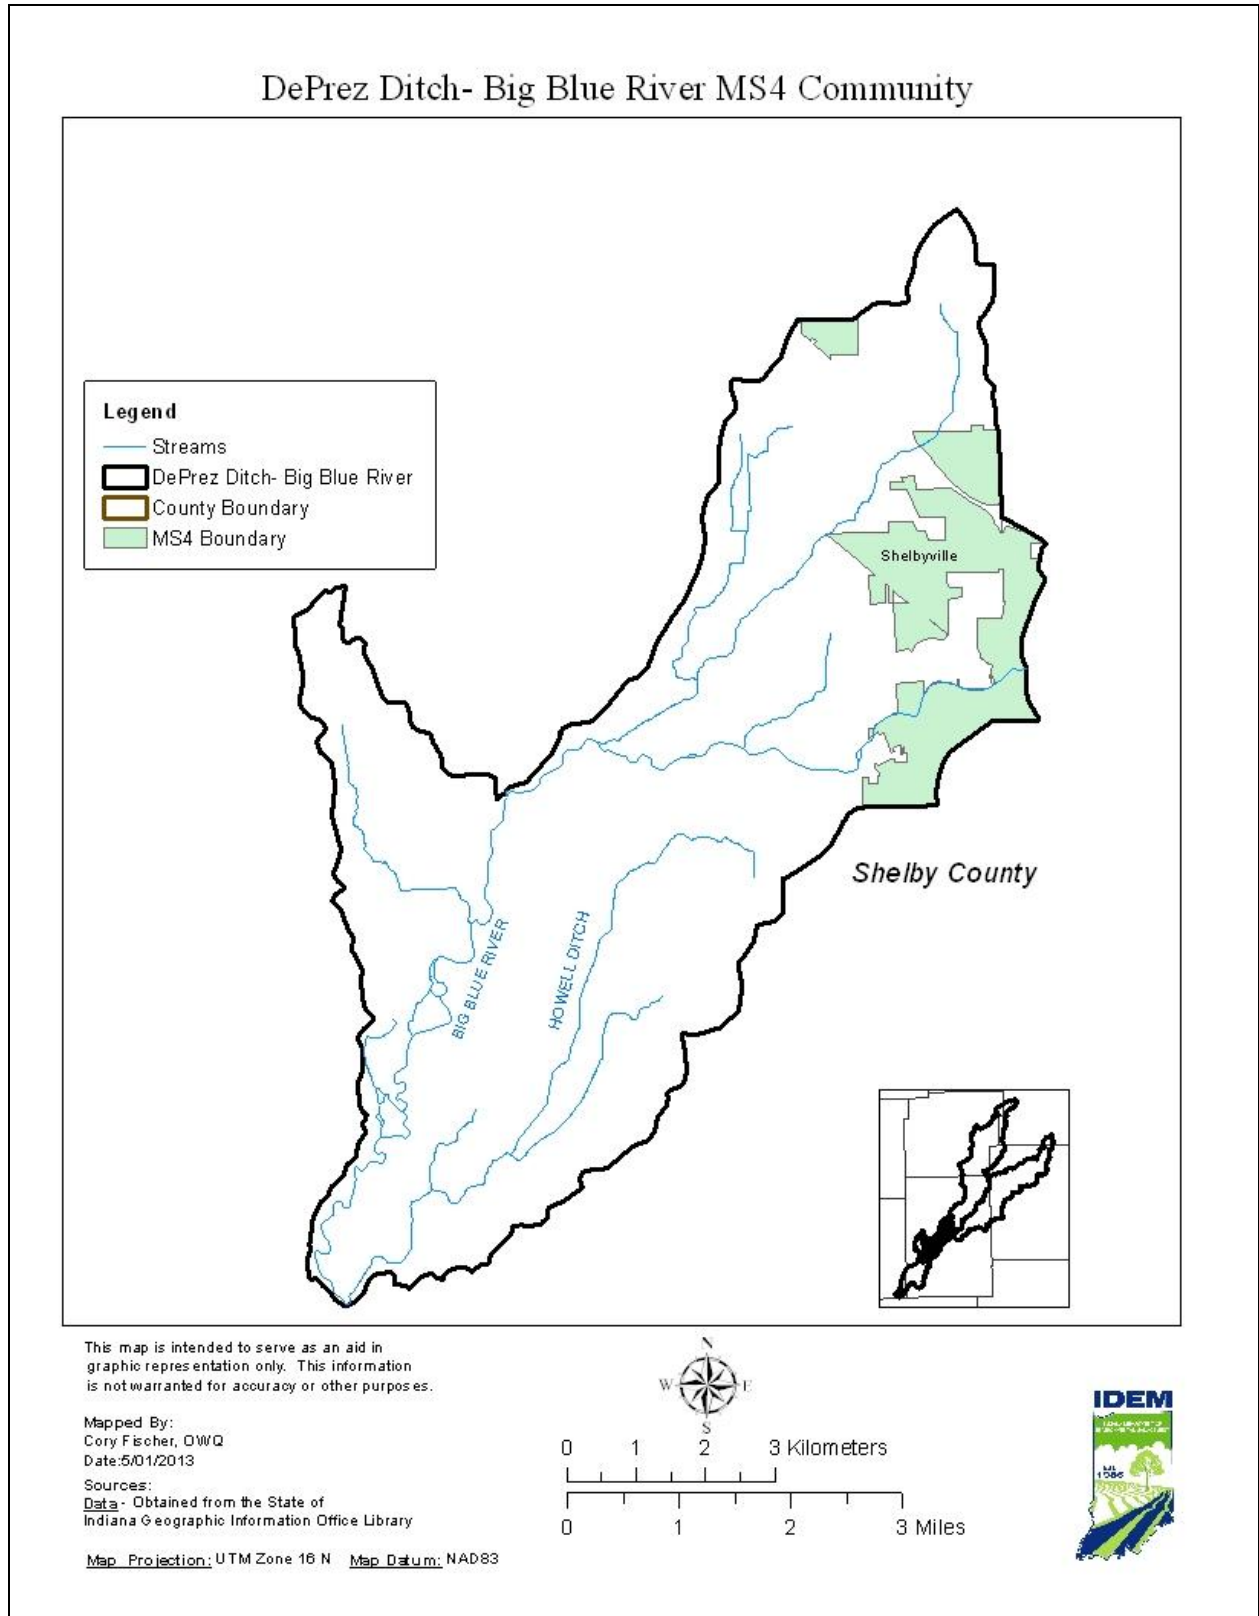 DePrez Ditch- Big Blue River MS4 Community
Legend
Streams
DePrez Ditch- Big Blue River
County Boundary
MS4 Boundary
Shelbyville
Shelby County
BIG BLUE RIVER
HOWELL DITCH
This map is intended to serve as an aid in
graphic representation only. This information
is not warranted for accuracy or other purposes.
Mapped By:
Cory Fischer, OWQ
Date:5/01/2013
Sources:
Data - Obtained from the State of
Indiana Geographic Information Office Library
Map Projection: UTM Zone 16 N Map Datum: NAD83
N
W E
S
0 1 2 3 Kilometers
0 1 2 3 Miles
IDEM
1986